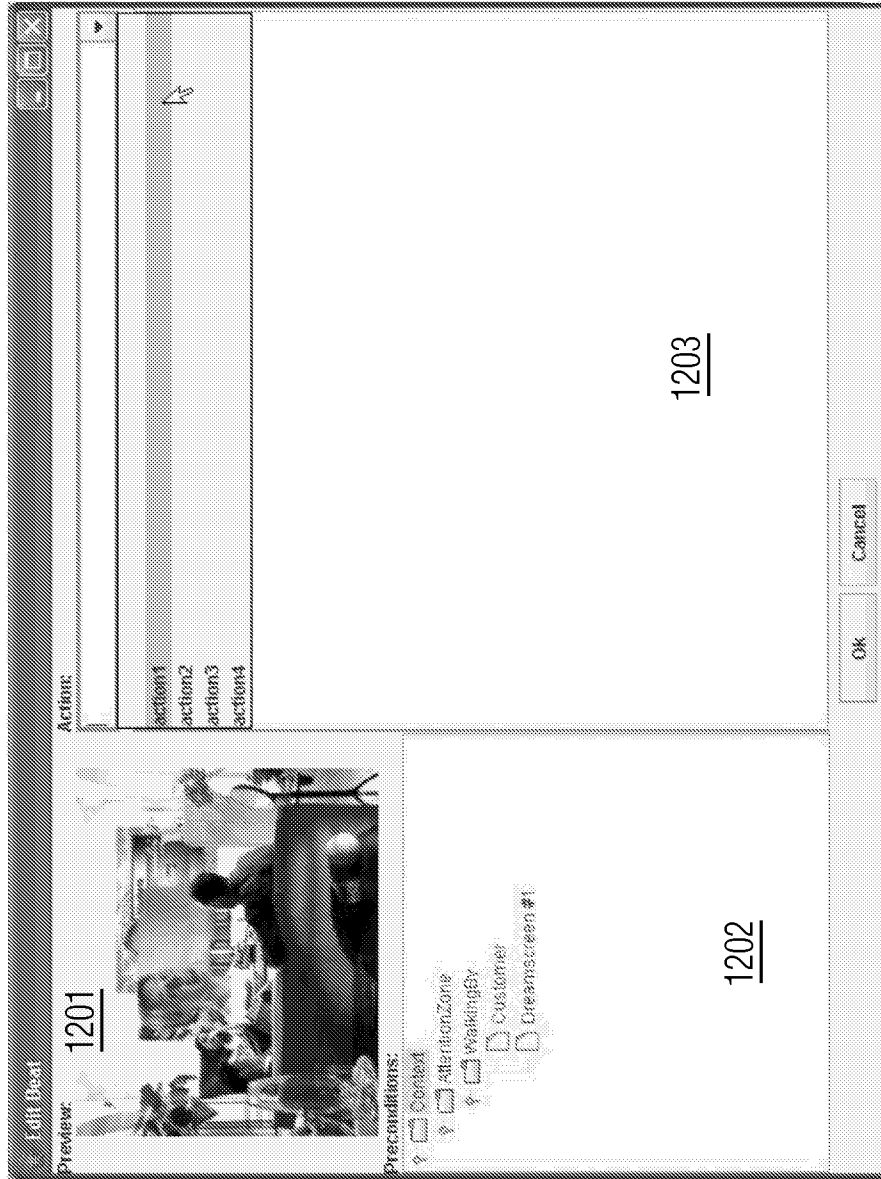 Edit Beat
Preview:
1201
Preconditions:
Context
AttentionZone
WalkingBy
Customer
Dreamscreen #1
1202
Action:
action1
action2
action3
action4
1203
Ok
Cancel